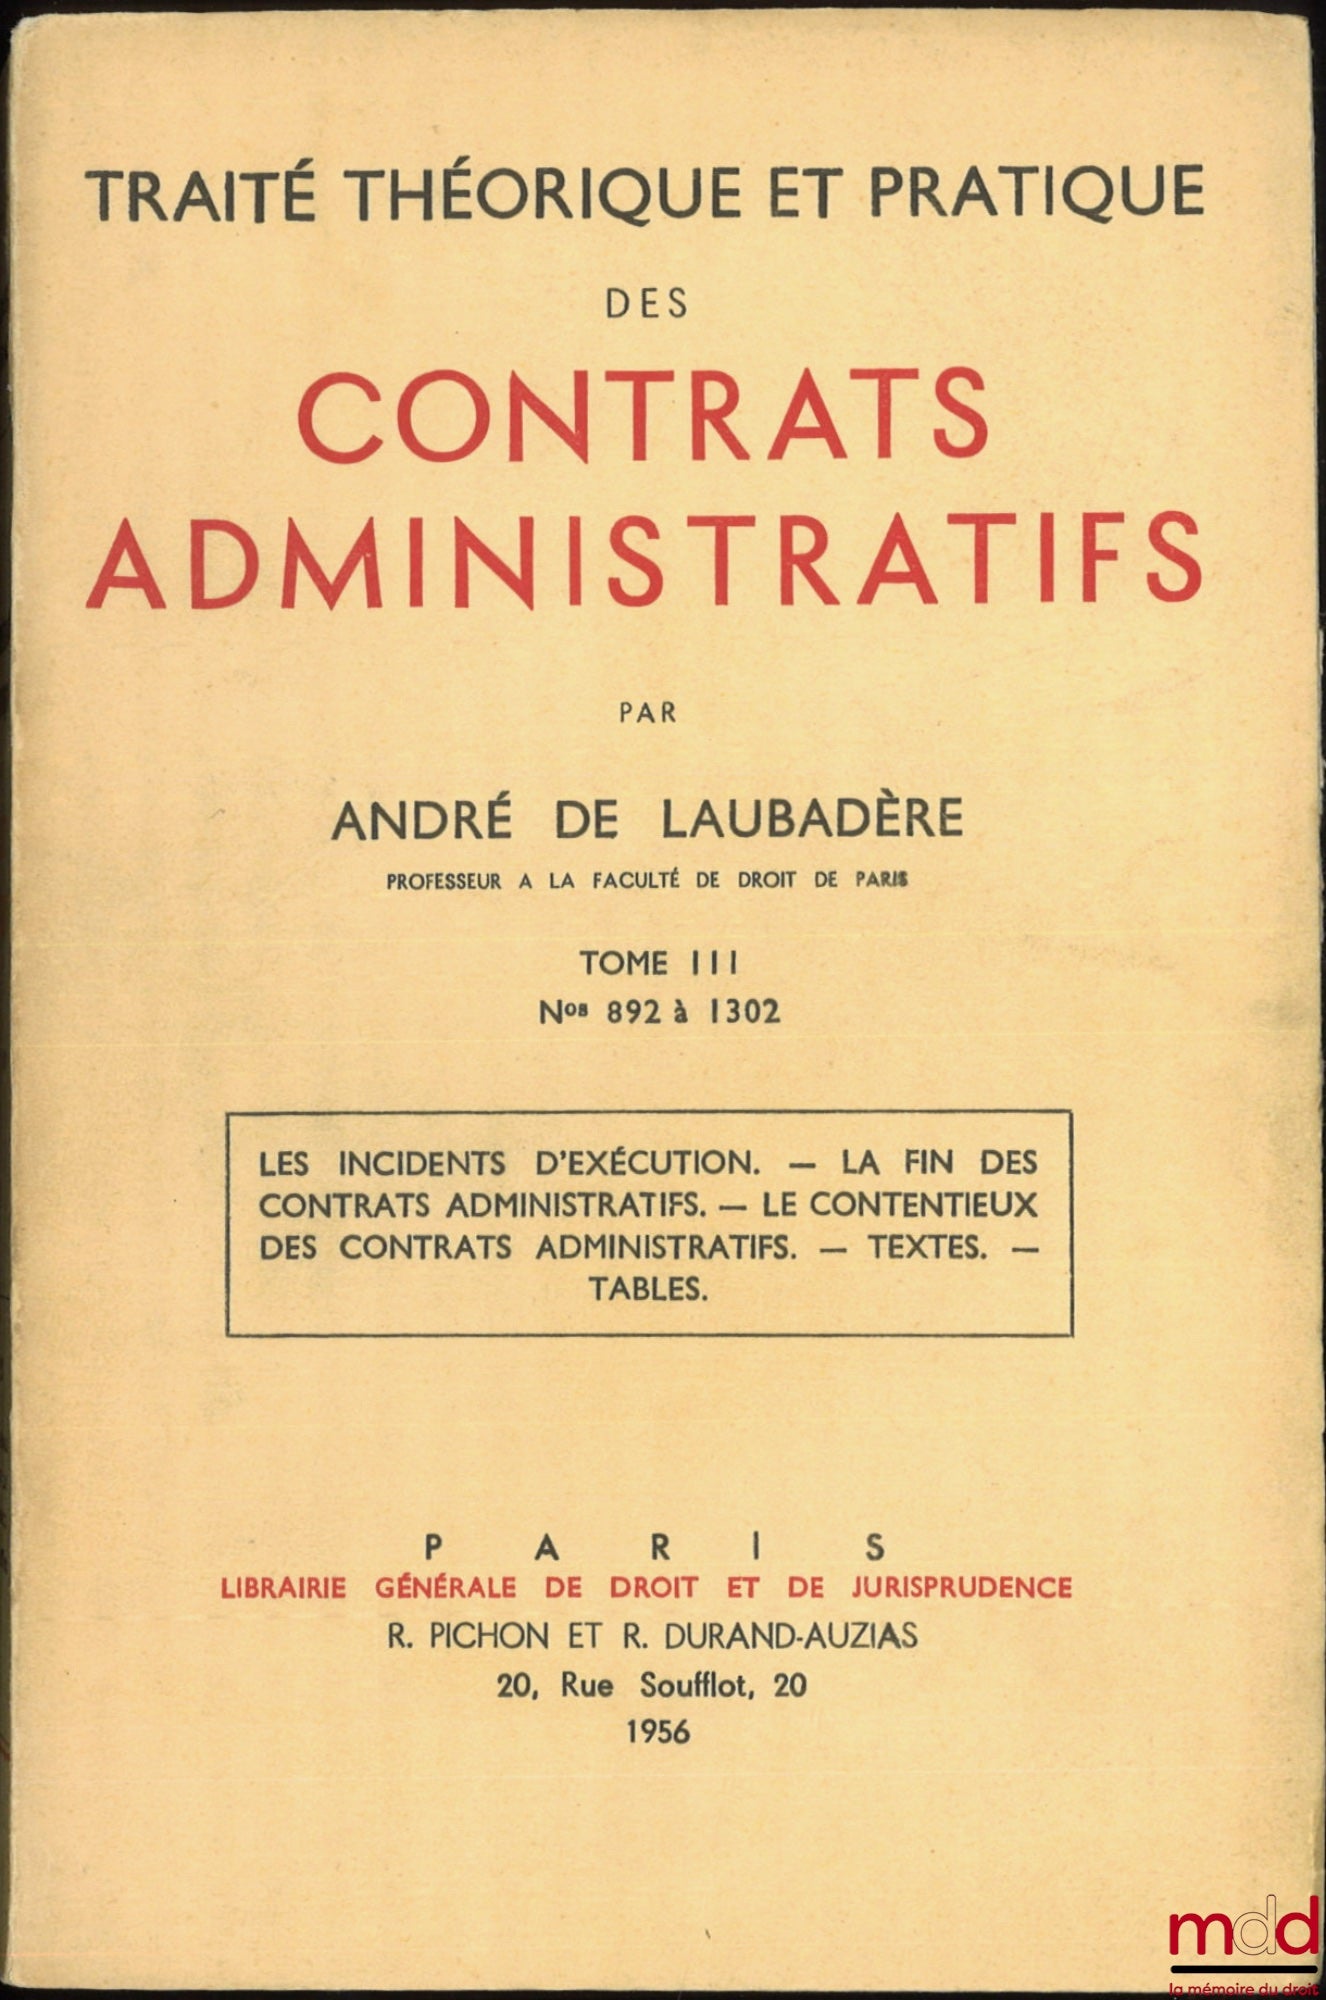 TRAITÉ THÉORIQUE ET PRATIQUE
DES
CONTRATS
ADMINISTRATIFS
PAR
ANDRÉ DE LAUBADÈRE
PROFESSEUR A LA FACULTÉ DE DROIT DE PARIS
TOME III
Nos 892 à 1302
LES INCIDENTS D'EXÉCUTION. — LA FIN DES
CONTRATS ADMINISTRATIFS. — LE CONTENTIEUX
DES CONTRATS ADMINISTRATIFS. — TEXTES. —
TABLES.
PARIS
LIBRAIRIE GÉNÉRALE DE DROIT ET DE JURISPRUDENCE
R. PICHON ET R. DURAND-AUZIAS
20, Rue Soufflot, 20
1956
mdd
la mémoire du droit